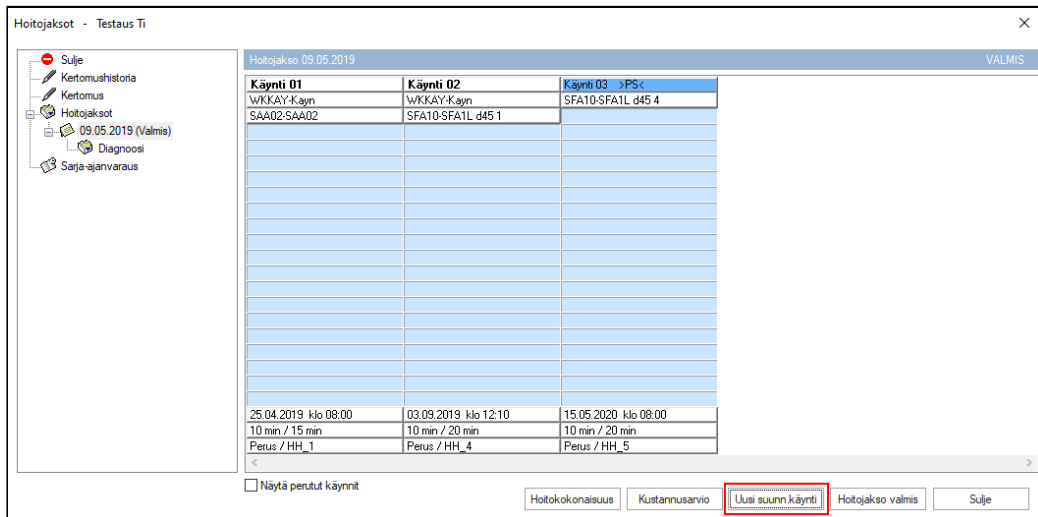 Hoitojaksot - Testaus Ti
Sulje
Kertomushistoria
Kertomus
Hoitojaksot
09.05.2019 (Valmis)
Diagnoosi
Sarja-ajanvaraus
Hoitojakso 09.05.2019 VALMIS
Käynti 01 Käynti 02 Käynti 03 >PS<
WKKAY-Kayn WKKAY-Kayn SFA10-SFA1L d45 4
SAA02-SAA02 SFA10-SFA1L d45 1
25.04.2019 klo 08:00 03.09.2019 klo 12:10 15.05.2020 klo 08:00
10 min / 15 min 10 min / 20 min 10 min / 20 min
Perus / HH_1 Perus / HH_4 Perus / HH_5
Näytä perutut käynnit
Hoitokokonaisuus Kustannusarvio Uusi suunn.käynti Hoitojakso valmis Sulje